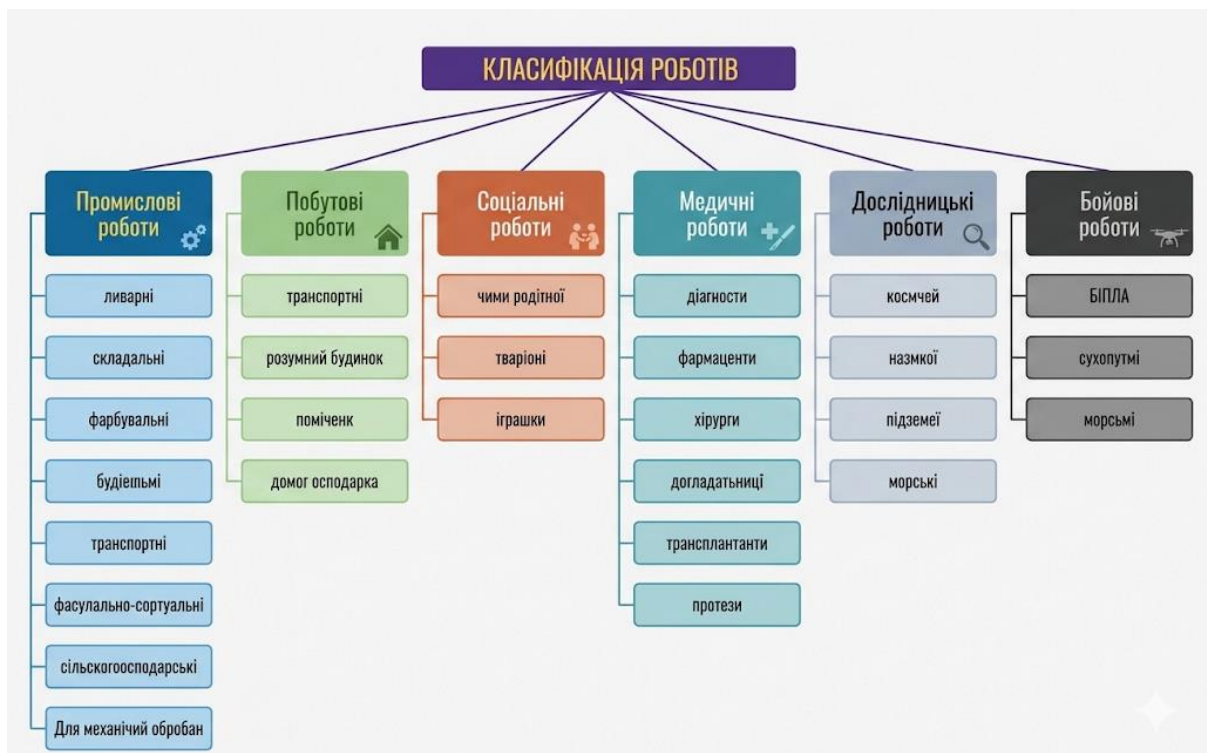 КЛАСИФІКАЦІЯ РОБОТІВ
Промислові
роботи
ливарні
складальні
фарбувальні
будіельмі
транспортні
фасулально-сортуальні
сільскогоосподарські
Для механічий обробан
Побутові
роботи
транспортні
розумний будинок
поміченк
домог осподарка
Соціальні
роботи
чими родітної
тваріоні
іграшки
Медичні
роботи
діагности
фармаценти
хірурги
догладатьниці
трансплантанти
протези
Дослідницькі
роботи
космчей
назмкої
підземеї
морські
Бойові
роботи
БІПЛА
сухопутмі
морсьмі